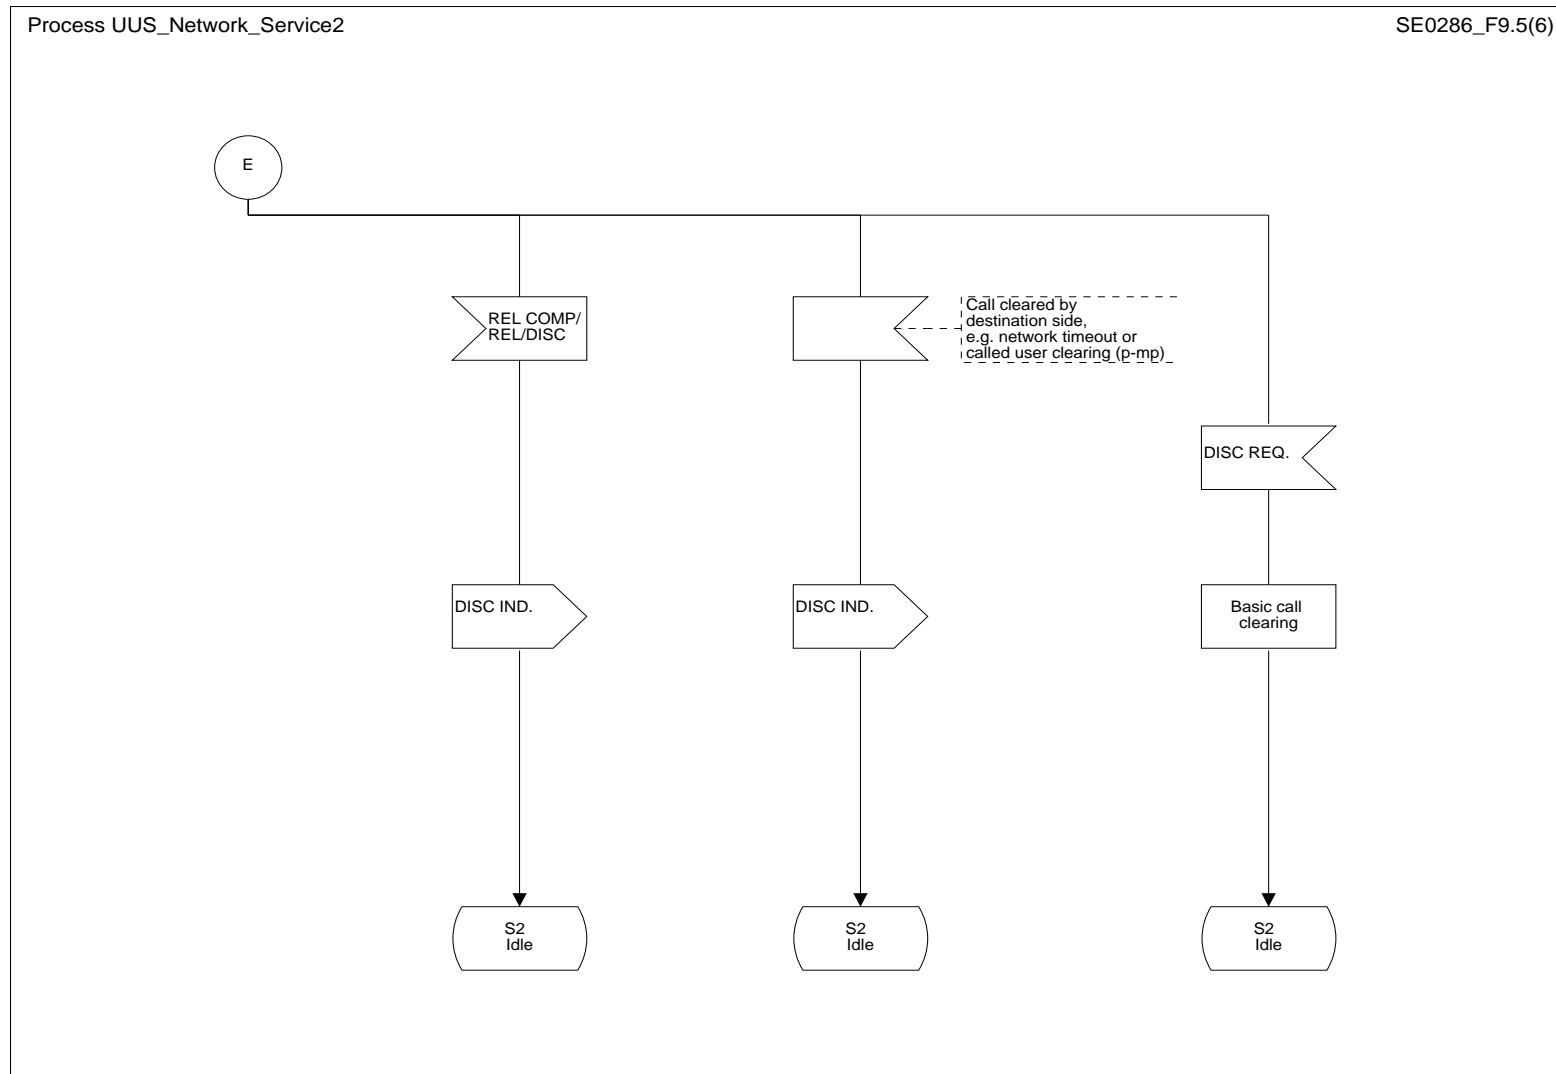 Process UUS_Network_Service2
SE0286_F9.5(6)
E
REL COMP/
REL/DISC
Call cleared by
destination side,
e.g. network timeout or
called user clearing (p-mp)
DISC REQ.
DISC IND.
DISC IND.
Basic call
clearing
S2
Idle
S2
Idle
S2
Idle